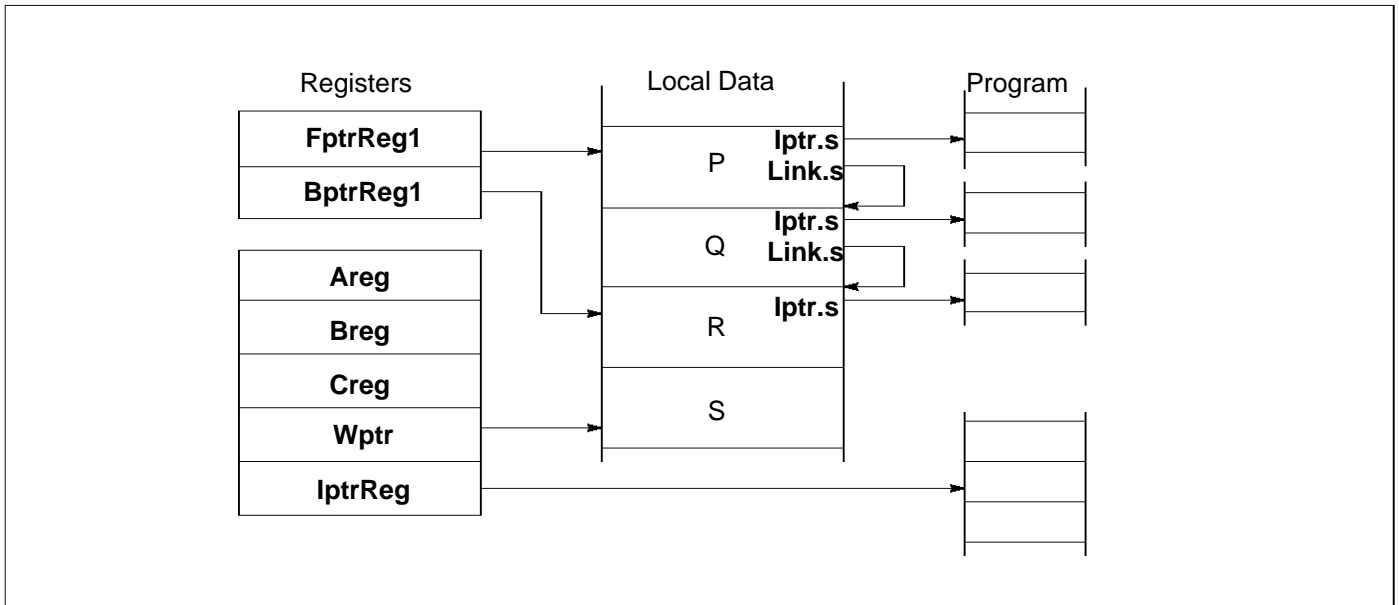 Registers
Local Data
Program
FptrReg1
BptrReg1
Areg
Breg
Creg
Wptr
IptrReg
P
Iptr.s
Link.s
Q
Iptr.s
Link.s
R
Iptr.s
S